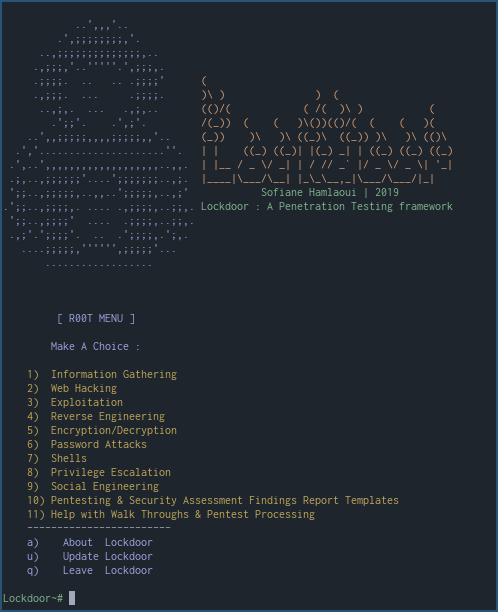 Sofiane Hamlaoui | 2019
Lockdoor : A Penetration Testing framework
[ R00T MENU ]
Make A Choice :
1) Information Gathering
2) Web Hacking
3) Exploitation
4) Reverse Engineering
5) Encryption/Decryption
6) Password Attacks
7) Shells
8) Privilege Escalation
9) Social Engineering
10) Pentesting & Security Assessment Findings Report Templates
11) Help with Walk Throughs & Pentest Processing
------------------------
a) About Lockdoor
u) Update Lockdoor
q) Leave Lockdoor
Lockdoor~#